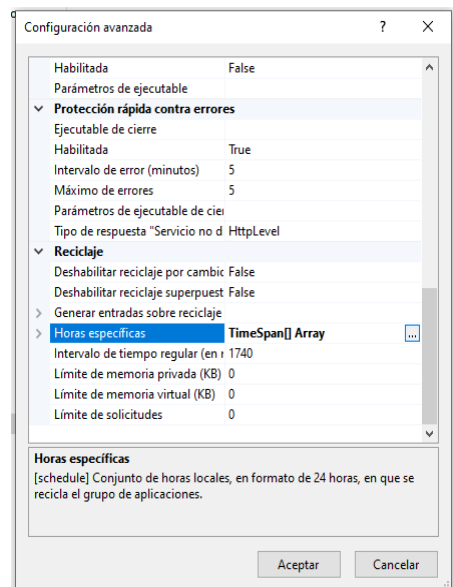 Configuración avanzada ? ×
Habilitada False
Parámetros de ejecutable
Protección rápida contra errores
Ejecutable de cierre
Habilitada True
Intervalo de error (minutos) 5
Máximo de errores 5
Parámetros de ejecutable de cier
Tipo de respuesta "Servicio no d HttpLevel
Reciclaje
Deshabilitar reciclaje por cambic False
Deshabilitar reciclaje superpuest False
Generar entradas sobre reciclaje
Horas específicas TimeSpan[] Array ...
Intervalo de tiempo regular (en r 1740
Límite de memoria privada (KB) 0
Límite de memoria virtual (KB) 0
Límite de solicitudes 0
Horas específicas
[schedule] Conjunto de horas locales, en formato de 24 horas, en que se
recicla el grupo de aplicaciones.
Aceptar Cancelar